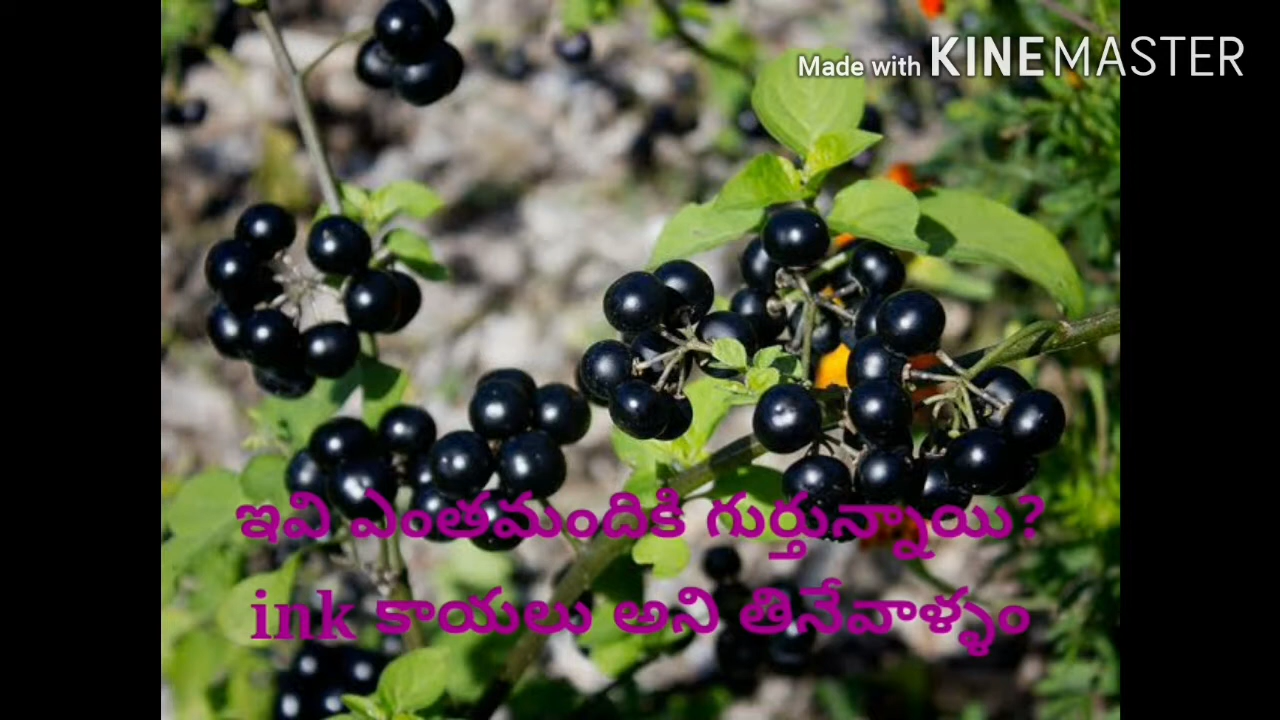 Made with KINEMASTER
ఇవి ఎంతమందికి గుర్తున్నాయి?
ink కాయలు అని తినేవాళ్ళం